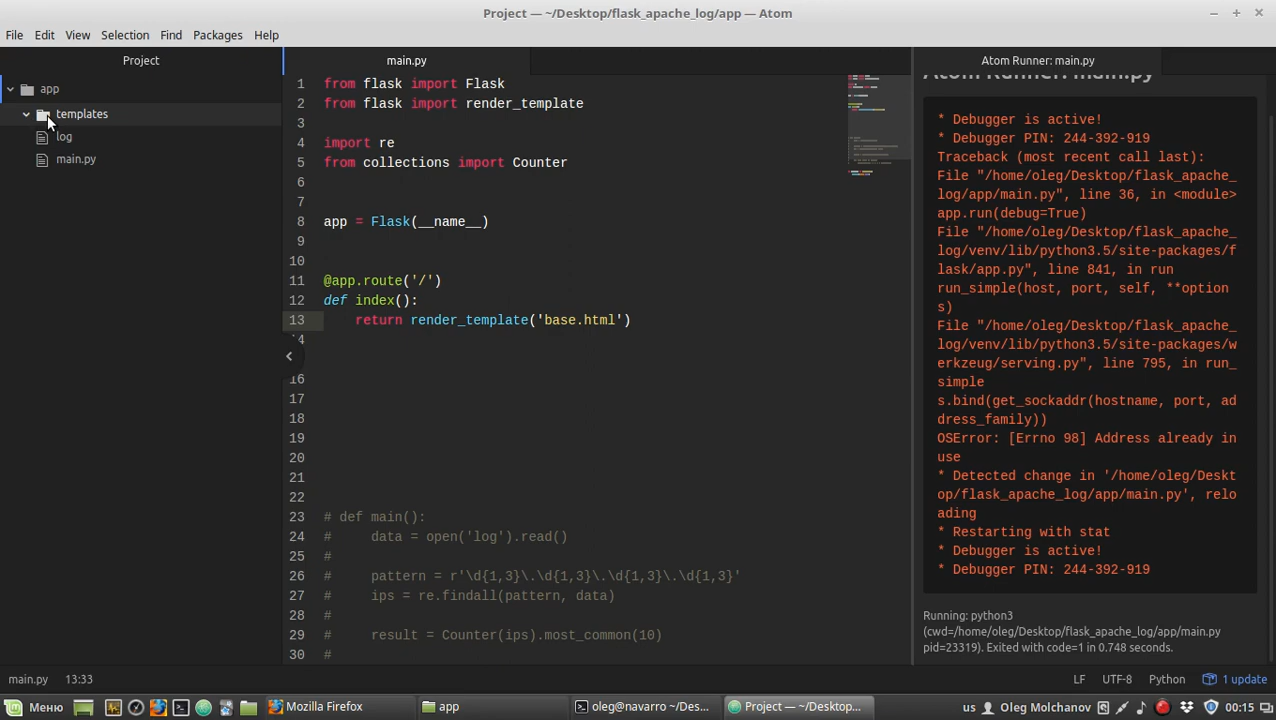 Project — ~/Desktop/flask_apache_log/app — Atom
File Edit View Selection Find Packages Help
Project
app
templates
log
main.py
main.py
1 from flask import Flask
2 from flask import render_template
3
4 import re
5 from collections import Counter
6
7
8 app = Flask(__name__)
9
10
11 @app.route('/')
12 def index():
13 return render_template('base.html')
14
16
17
18
19
20
21
22
23 # def main():
24 # data = open('log').read()
25 #
26 # pattern = r'\d{1,3}\.\d{1,3}\.\d{1,3}\.\d{1,3}'
27 # ips = re.findall(pattern, data)
28 #
29 # result = Counter(ips).most_common(10)
30 #
Atom Runner: main.py
Atom Runner: main.py
* Debugger is active!
* Debugger PIN: 244-392-919
Traceback (most recent call last):
File "/home/oleg/Desktop/flask_apache_
log/app/main.py", line 36, in <module>
app.run(debug=True)
File "/home/oleg/Desktop/flask_apache_
log/venv/lib/python3.5/site-packages/f
lask/app.py", line 841, in run
run_simple(host, port, self, **option
s)
File "/home/oleg/Desktop/flask_apache_
log/venv/lib/python3.5/site-packages/w
erkzeug/serving.py", line 795, in run_
simple
s.bind(get_sockaddr(hostname, port, ad
dress_family))
OSError: [Errno 98] Address already in
use
* Detected change in '/home/oleg/Deskt
op/flask_apache_log/app/main.py', relo
ading
* Restarting with stat
* Debugger is active!
* Debugger PIN: 244-392-919
Running: python3
(cwd=/home/oleg/Desktop/flask_apache_log/app/main.py
pid=23319). Exited with code=1 in 0.748 seconds.
main.py 13:33 LF UTF-8 Python 1 update
Меню Mozilla Firefox app oleg@navarro ~/Des... Project — ~/Desktop... us Oleg Molchanov 00:15